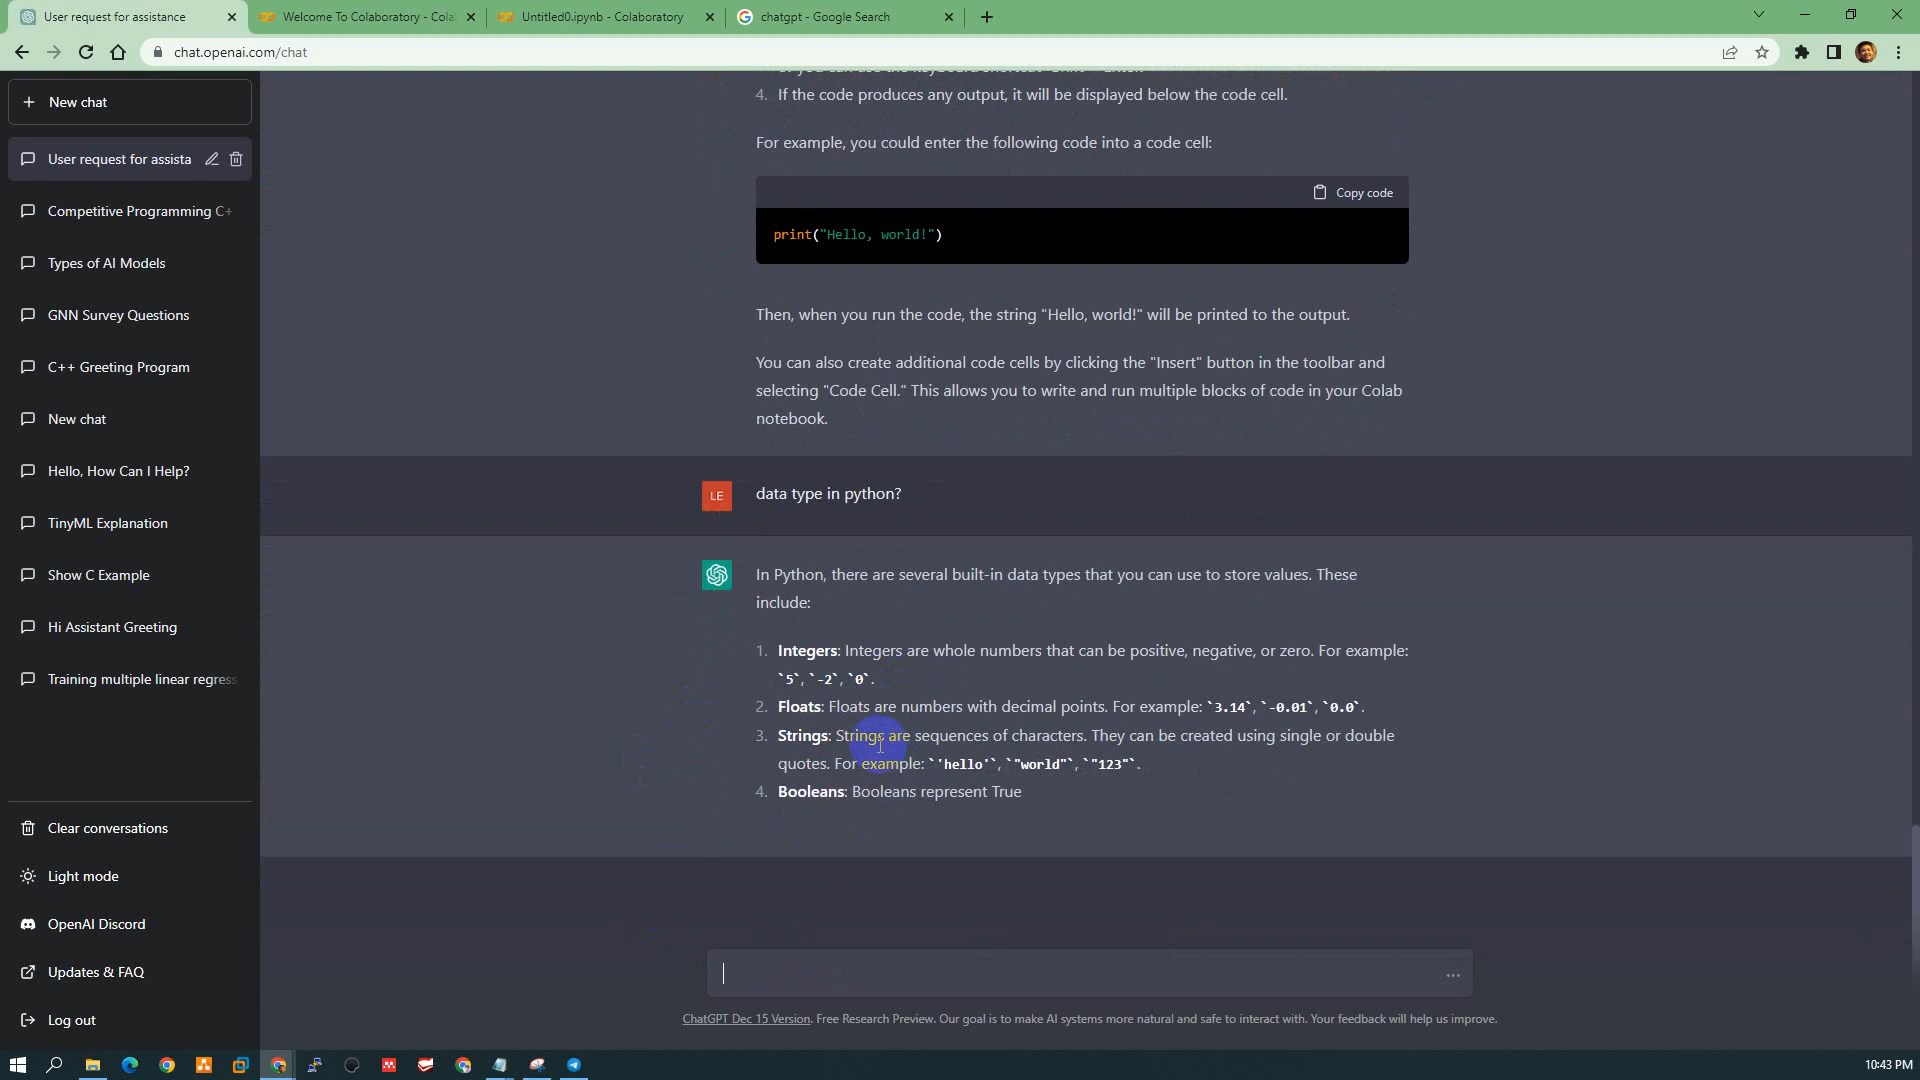 User request for assistance
Welcome To Colaboratory - Cola
Untitled0.ipynb - Colaboratory
chatgpt - Google Search
chat.openai.com/chat
New chat
User request for assista
Competitive Programming C+
Types of AI Models
GNN Survey Questions
C++ Greeting Program
New chat
Hello, How Can I Help?
TinyML Explanation
Show C Example
Hi Assistant Greeting
Training multiple linear regress
Clear conversations
Light mode
OpenAI Discord
Updates & FAQ
Log out
4. If the code produces any output, it will be displayed below the code cell.
For example, you could enter the following code into a code cell:
Copy code
print("Hello, world!")
Then, when you run the code, the string "Hello, world!" will be printed to the output.
You can also create additional code cells by clicking the "Insert" button in the toolbar and
selecting "Code Cell." This allows you to write and run multiple blocks of code in your Colab
notebook.
LE
data type in python?
In Python, there are several built-in data types that you can use to store values. These
include:
1. Integers: Integers are whole numbers that can be positive, negative, or zero. For example:
`5`, `-2`, `0`.
2. Floats: Floats are numbers with decimal points. For example: `3.14`, `-0.01`, `0.0`.
3. Strings: Strings are sequences of characters. They can be created using single or double
quotes. For example: `'hello'`, `"world"`, `"123"`.
4. Booleans: Booleans represent True
ChatGPT Dec 15 Version. Free Research Preview. Our goal is to make AI systems more natural and safe to interact with. Your feedback will help us improve.
10:43 PM